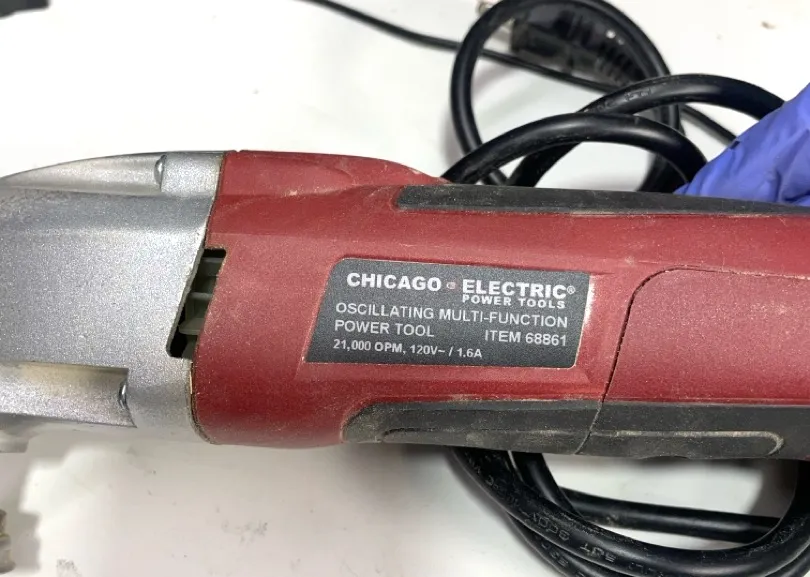 CHICAGO ELECTRIC®
POWER TOOLS
OSCILLATING MULTI-FUNCTION
POWER TOOL ITEM 68861
21,000 OPM, 120V~ / 1.6A